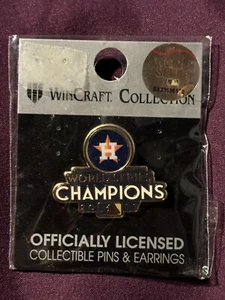 WINCRAFT COLLECTION
H
WORLD SERIES
CHAMPIONS
OFFICIALLY LICENSED
COLLECTIBLE PINS & EARRINGS